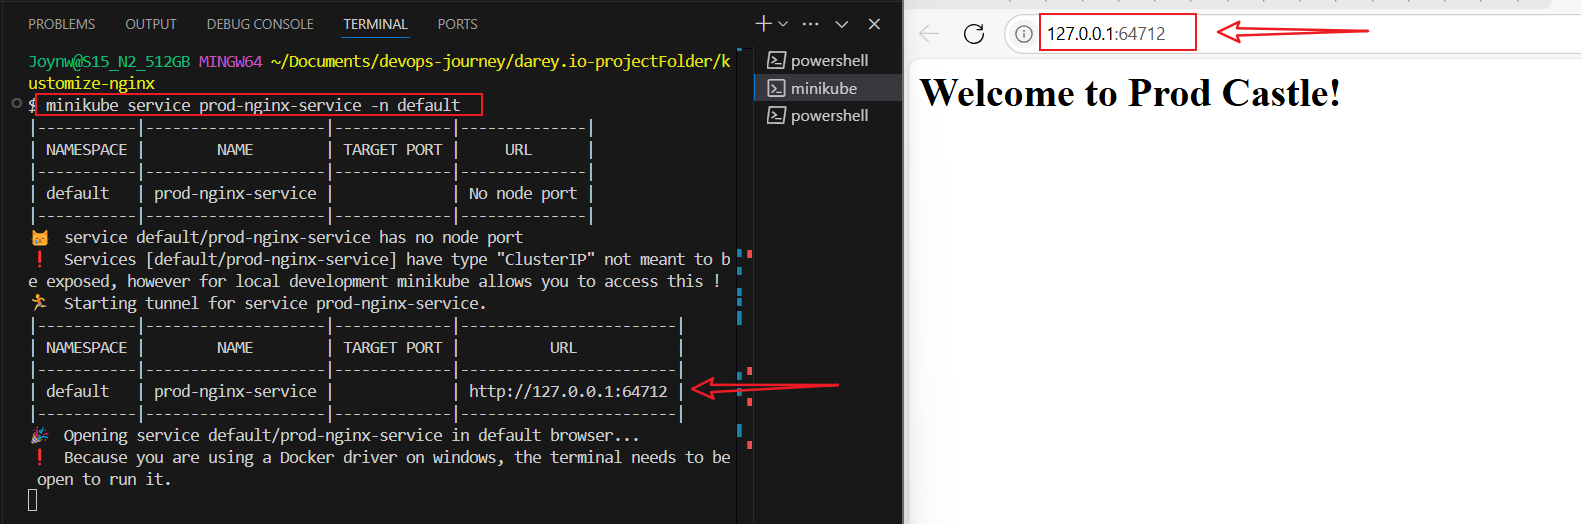 PROBLEMS OUTPUT DEBUG CONSOLE TERMINAL PORTS
Joynw@S15_N2_512GB MINGW64 ~/Documents/devops-journey/darey.io-projectFolder/k
ustomize-nginx
$ minikube service prod-nginx-service -n default
|-----------|--------------------|-------------|--------------|
| NAMESPACE | NAME | TARGET PORT | URL |
|-----------|--------------------|-------------|--------------|
| default | prod-nginx-service | | No node port |
|-----------|--------------------|-------------|--------------|
😿 service default/prod-nginx-service has no node port
❗ Services [default/prod-nginx-service] have type "ClusterIP" not meant to b
e exposed, however for local development minikube allows you to access this !
🏃 Starting tunnel for service prod-nginx-service.
|-----------|--------------------|-------------|------------------------|
| NAMESPACE | NAME | TARGET PORT | URL |
|-----------|--------------------|-------------|------------------------|
| default | prod-nginx-service | | http://127.0.0.1:64712 |
|-----------|--------------------|-------------|------------------------|
🎉 Opening service default/prod-nginx-service in default browser...
❗ Because you are using a Docker driver on windows, the terminal needs to be
open to run it.
powershell
minikube
powershell
127.0.0.1:64712
Welcome to Prod Castle!